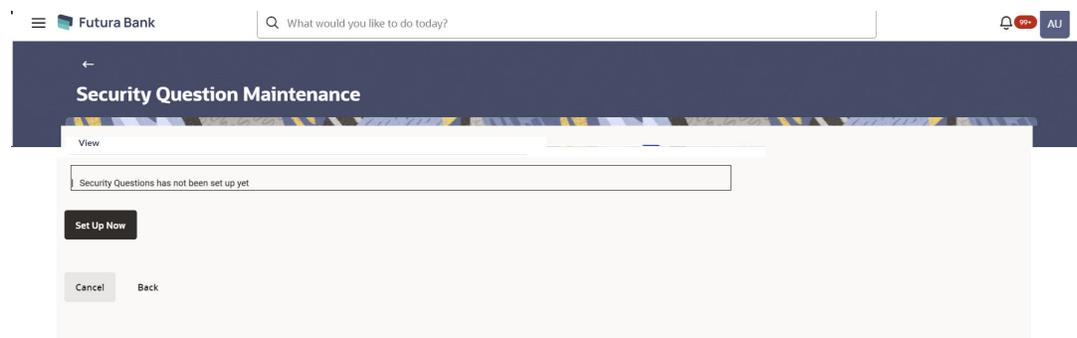 Futura Bank
What would you like to do today?
99+
AU
Security Question Maintenance
View
Security Questions has not been set up yet
Set Up Now
Cancel
Back